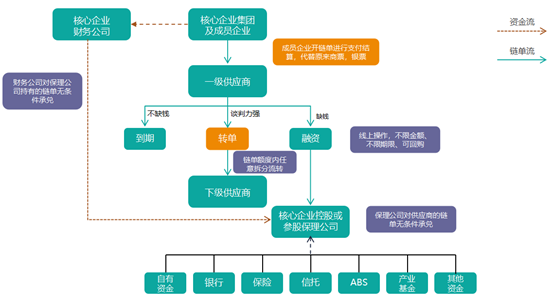 核心企业
财务公司
核心企业集团
及成员企业
资金流
链单流
成员企业开链单进行支付结
算、代替原来商票、银票
一级供应商
财务公司对保理公
司持有的链单无条
件承兑
不缺钱
谈判力强
缺钱
到期
转单
融资
线上操作，不限金额、
不限期限、可回购
链单额度内任
意拆分流转
下级供应商
核心企业控股或
参股保理公司
保理公司对供应商的链
单无条件承兑
自有
资金
银行
保险
信托
ABS
产业
基金
其他
资金